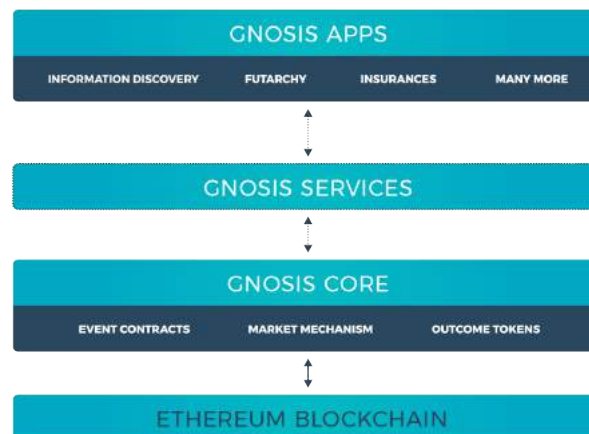 GNOSIS APPS
INFORMATION DISCOVERY FUTARCHY INSURANCES MANY MORE
GNOSIS SERVICES
GNOSIS CORE
EVENT CONTRACTS MARKET MECHANISM OUTCOME TOKENS
ETHEREUM BLOCKCHAIN